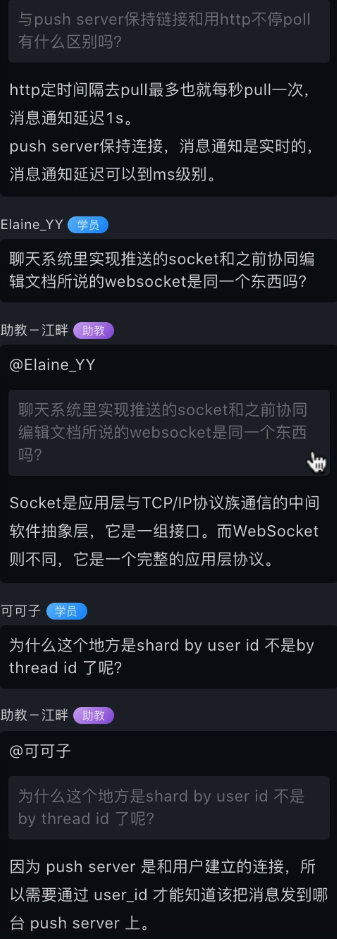 与push server保持链接和用http不停poll
有什么区别吗?
http定时间隔去pull最多也就每秒pull一次，
消息通知延迟1s。
push server保持连接，消息通知是实时的，
消息通知延迟可以到ms级别。
Elaine_YY 学员
聊天系统里实现推送的socket和之前协同编
辑文档所说的websocket是同一个东西吗?
助教－江畔 助教
@Elaine_YY
聊天系统里实现推送的socket和之前协同
编辑文档所说的websocket是同一个东西
吗?
Socket是应用层与TCP/IP协议族通信的中间
软件抽象层，它是一组接口。而WebSocket
则不同，它是一个完整的应用层协议。
可可子 学员
为什么这个地方是shard by user id 不是by
thread id 了呢?
助教－江畔 助教
@可可子
为什么这个地方是shard by user id 不是
by thread id 了呢?
因为 push server 是和用户建立的连接，所
以需要通过 user_id 才能知道该把消息发到哪
台 push server 上。